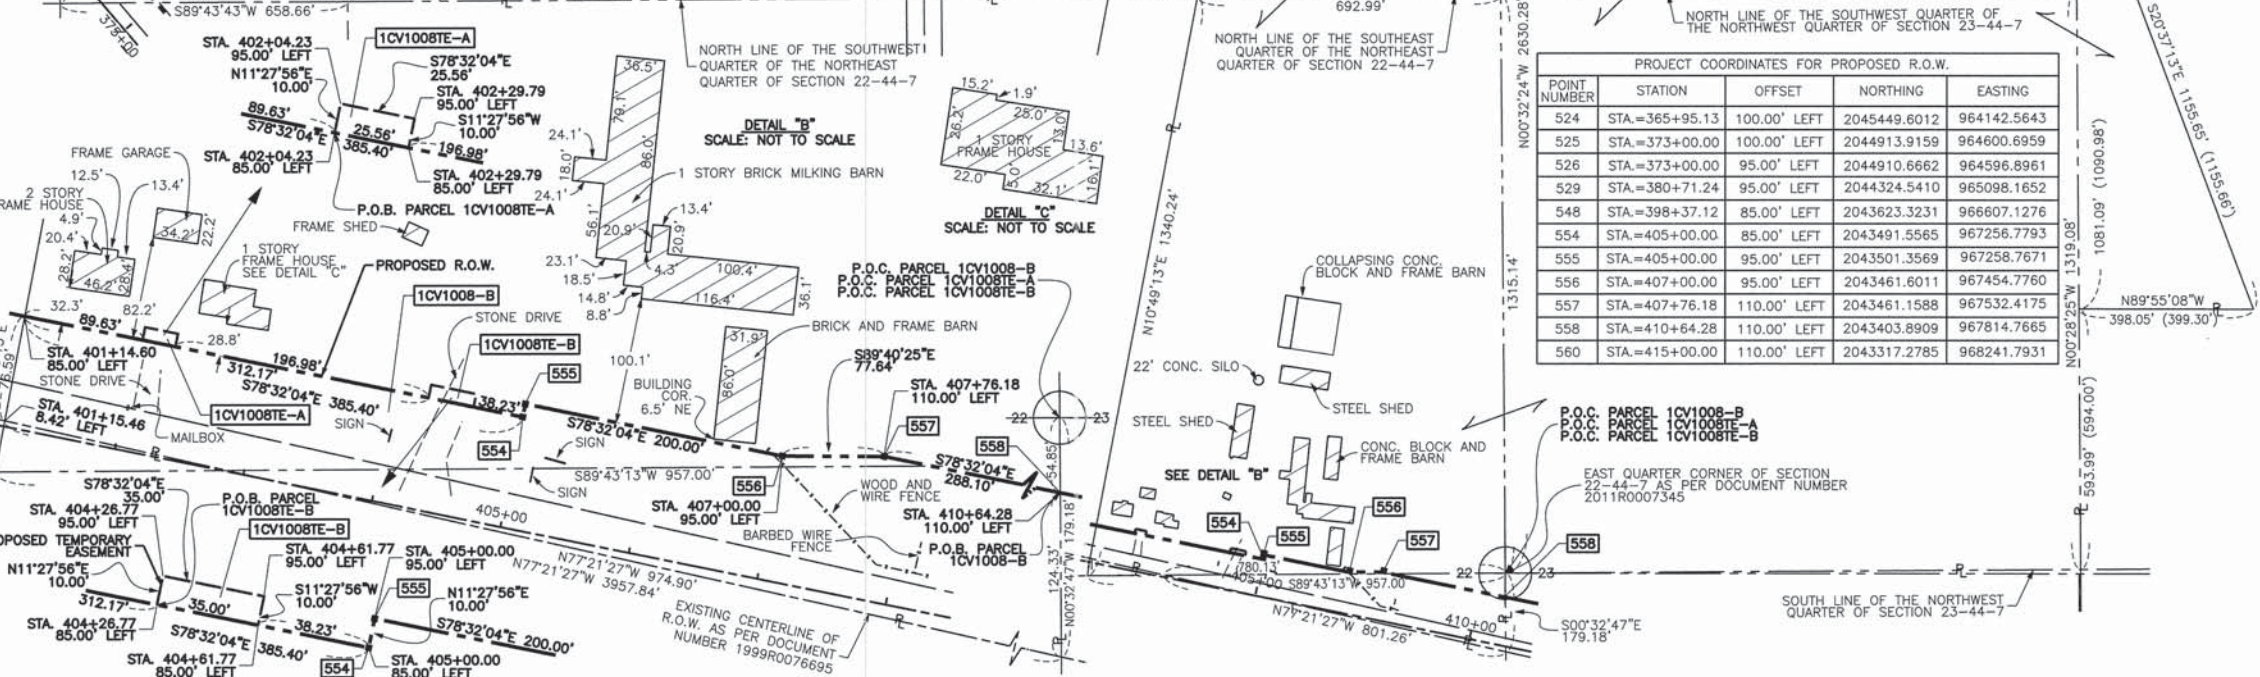 S89°43'43"W 658.66'
378+00
STA. 402+04.23
95.00' LEFT
N11°27'56"E
10.00'
1CV1008TE-A
S78°32'04"E
25.56'
STA. 402+29.79
95.00' LEFT
S11°27'56"W
10.00'
89.63'
S78°32'04"E
25.56'
385.40'
196.98'
STA. 402+04.23
85.00' LEFT
STA. 402+29.79
85.00' LEFT
P.O.B. PARCEL 1CV1008TE-A
FRAME GARAGE
12.5'
13.4'
2 STORY
FRAME HOUSE
4.9'
20.4'
28.2'
46.2'
28.4'
34.2'
22.2'
82.2'
32.3'
FRAME SHED
1 STORY
FRAME HOUSE
SEE DETAIL "C"
PROPOSED R.O.W.
1CV1008-B
89.63'
28.8'
STA. 401+14.60
85.00' LEFT
STONE DRIVE
196.98'
312.17'
S78°32'04"E 385.40'
1CV1008TE-A
STA. 401+15.46
8.42' LEFT
MAILBOX
SIGN
76.59'
NORTH LINE OF THE SOUTHWEST
QUARTER OF THE NORTHEAST
QUARTER OF SECTION 22-44-7
36.5'
79.1'
86.0'
24.1'
18.0'
24.1'
56.1'
DETAIL "B"
SCALE: NOT TO SCALE
1 STORY BRICK MILKING BARN
13.4'
20.9'
20.9'
23.1'
18.5'
4.3'
100.4'
14.8'
8.8'
116.4'
36.1'
100.1'
STONE DRIVE
1CV1008TE-B
555
38.23'
554
BRICK AND FRAME BARN
31.9'
86.0'
BUILDING
COR.
6.5' NE
S78°32'04"E 200.00'
SIGN
S89°43'13"W 957.00'
SIGN
S89°40'25"E
77.64'
STA. 407+76.18
110.00' LEFT
557
556
STA. 407+00.00
95.00' LEFT
WOOD AND
WIRE FENCE
S78°32'04"E
288.10'
558
STA. 410+64.28
110.00' LEFT
BARBED WIRE
FENCE
P.O.B. PARCEL
1CV1008-B
P.O.C. PARCEL 1CV1008-B
P.O.C. PARCEL 1CV1008TE-A
P.O.C. PARCEL 1CV1008TE-B
22
23
54.85'
124.33'
N00°32'47"W 179.18'
405+00
N77°21'27"W 974.90'
N77°21'27"W 3957.84'
EXISTING CENTERLINE OF
R.O.W. AS PER DOCUMENT
NUMBER 1999R0076695
S78°32'04"E
35.00'
STA. 404+26.77
95.00' LEFT
P.O.B. PARCEL
1CV1008TE-B
1CV1008TE-B
PROPOSED TEMPORARY
EASEMENT
N11°27'56"E
10.00'
STA. 404+61.77
95.00' LEFT
STA. 405+00.00
95.00' LEFT
S11°27'56"W
10.00'
555
N11°27'56"E
10.00'
312.17'
35.00'
38.23'
S78°32'04"E 200.00'
STA. 404+26.77
85.00' LEFT
S78°32'04"E 385.40'
STA. 404+61.77
85.00' LEFT
554
STA. 405+00.00
85.00' LEFT
15.2'
1.9'
26.2'
25.0'
13.0'
1 STORY
FRAME HOUSE
13.6'
22.0'
5.0'
32.1'
16.1'
DETAIL "C"
SCALE: NOT TO SCALE
N10°49'13"E 1340.24'
692.99'
NORTH LINE OF THE SOUTHEAST
QUARTER OF THE NORTHEAST
QUARTER OF SECTION 22-44-7
N00°32'24"W 2630.28'
1315.14'
COLLAPSING CONC.
BLOCK AND FRAME BARN
22' CONC. SILO
STEEL SHED
STEEL SHED
CONC. BLOCK AND
FRAME BARN
SEE DETAIL "B"
554
555
556
557
558
780.13'
405+00
S89°43'13"W 957.00
22
23
N77°21'27"W 801.26'
410+00
S00°32'47"E
179.18'
P.O.C. PARCEL 1CV1008-B
P.O.C. PARCEL 1CV1008TE-A
P.O.C. PARCEL 1CV1008TE-B
EAST QUARTER CORNER OF SECTION
22-44-7 AS PER DOCUMENT NUMBER
2011R0007345
SOUTH LINE OF THE NORTHWEST
QUARTER OF SECTION 23-44-7
NORTH LINE OF THE SOUTHWEST QUARTER OF
THE NORTHWEST QUARTER OF SECTION 23-44-7
PROJECT COORDINATES FOR PROPOSED R.O.W.
POINT NUMBER STATION OFFSET NORTHING EASTING
524 STA.=365+95.13 100.00' LEFT 2045449.6012 964142.5643
525 STA.=373+00.00 100.00' LEFT 2044913.9159 964600.6959
526 STA.=373+00.00 95.00' LEFT 2044910.6662 964596.8961
529 STA.=380+71.24 95.00' LEFT 2044324.5410 965098.1652
548 STA.=398+37.12 85.00' LEFT 2043623.3231 966607.1276
554 STA.=405+00.00 85.00' LEFT 2043491.5565 967256.7793
555 STA.=405+00.00 95.00' LEFT 2043501.3569 967258.7671
556 STA.=407+00.00 95.00' LEFT 2043461.6011 967454.7760
557 STA.=407+76.18 110.00' LEFT 2043461.1588 967532.4175
558 STA.=410+64.28 110.00' LEFT 2043403.8909 967814.7665
560 STA.=415+00.00 110.00' LEFT 2043317.2785 968241.7931
N00°28'25"W 1319.08'
1081.09' (1090.98')
593.99' (594.00')
S20°37'13"E 1155.65' (1155.66')
N89°55'08"W
398.05' (399.30')